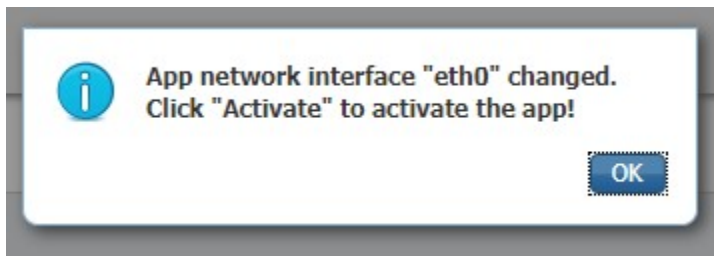 App network interface "eth0" changed.
Click "Activate" to activate the app!
OK